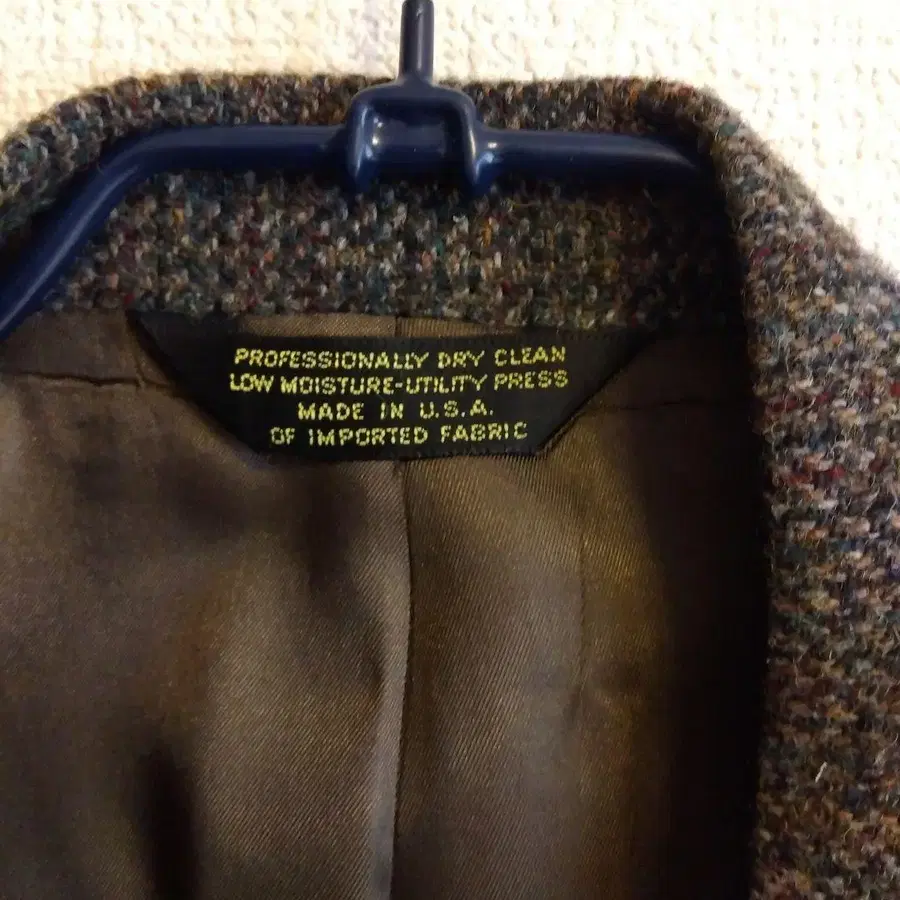 PROFESSIONALLY DRY CLEAN
LOW MOISTURE-UTILITY PRESS
MADE IN U.S.A.
OF IMPORTED FABRIC